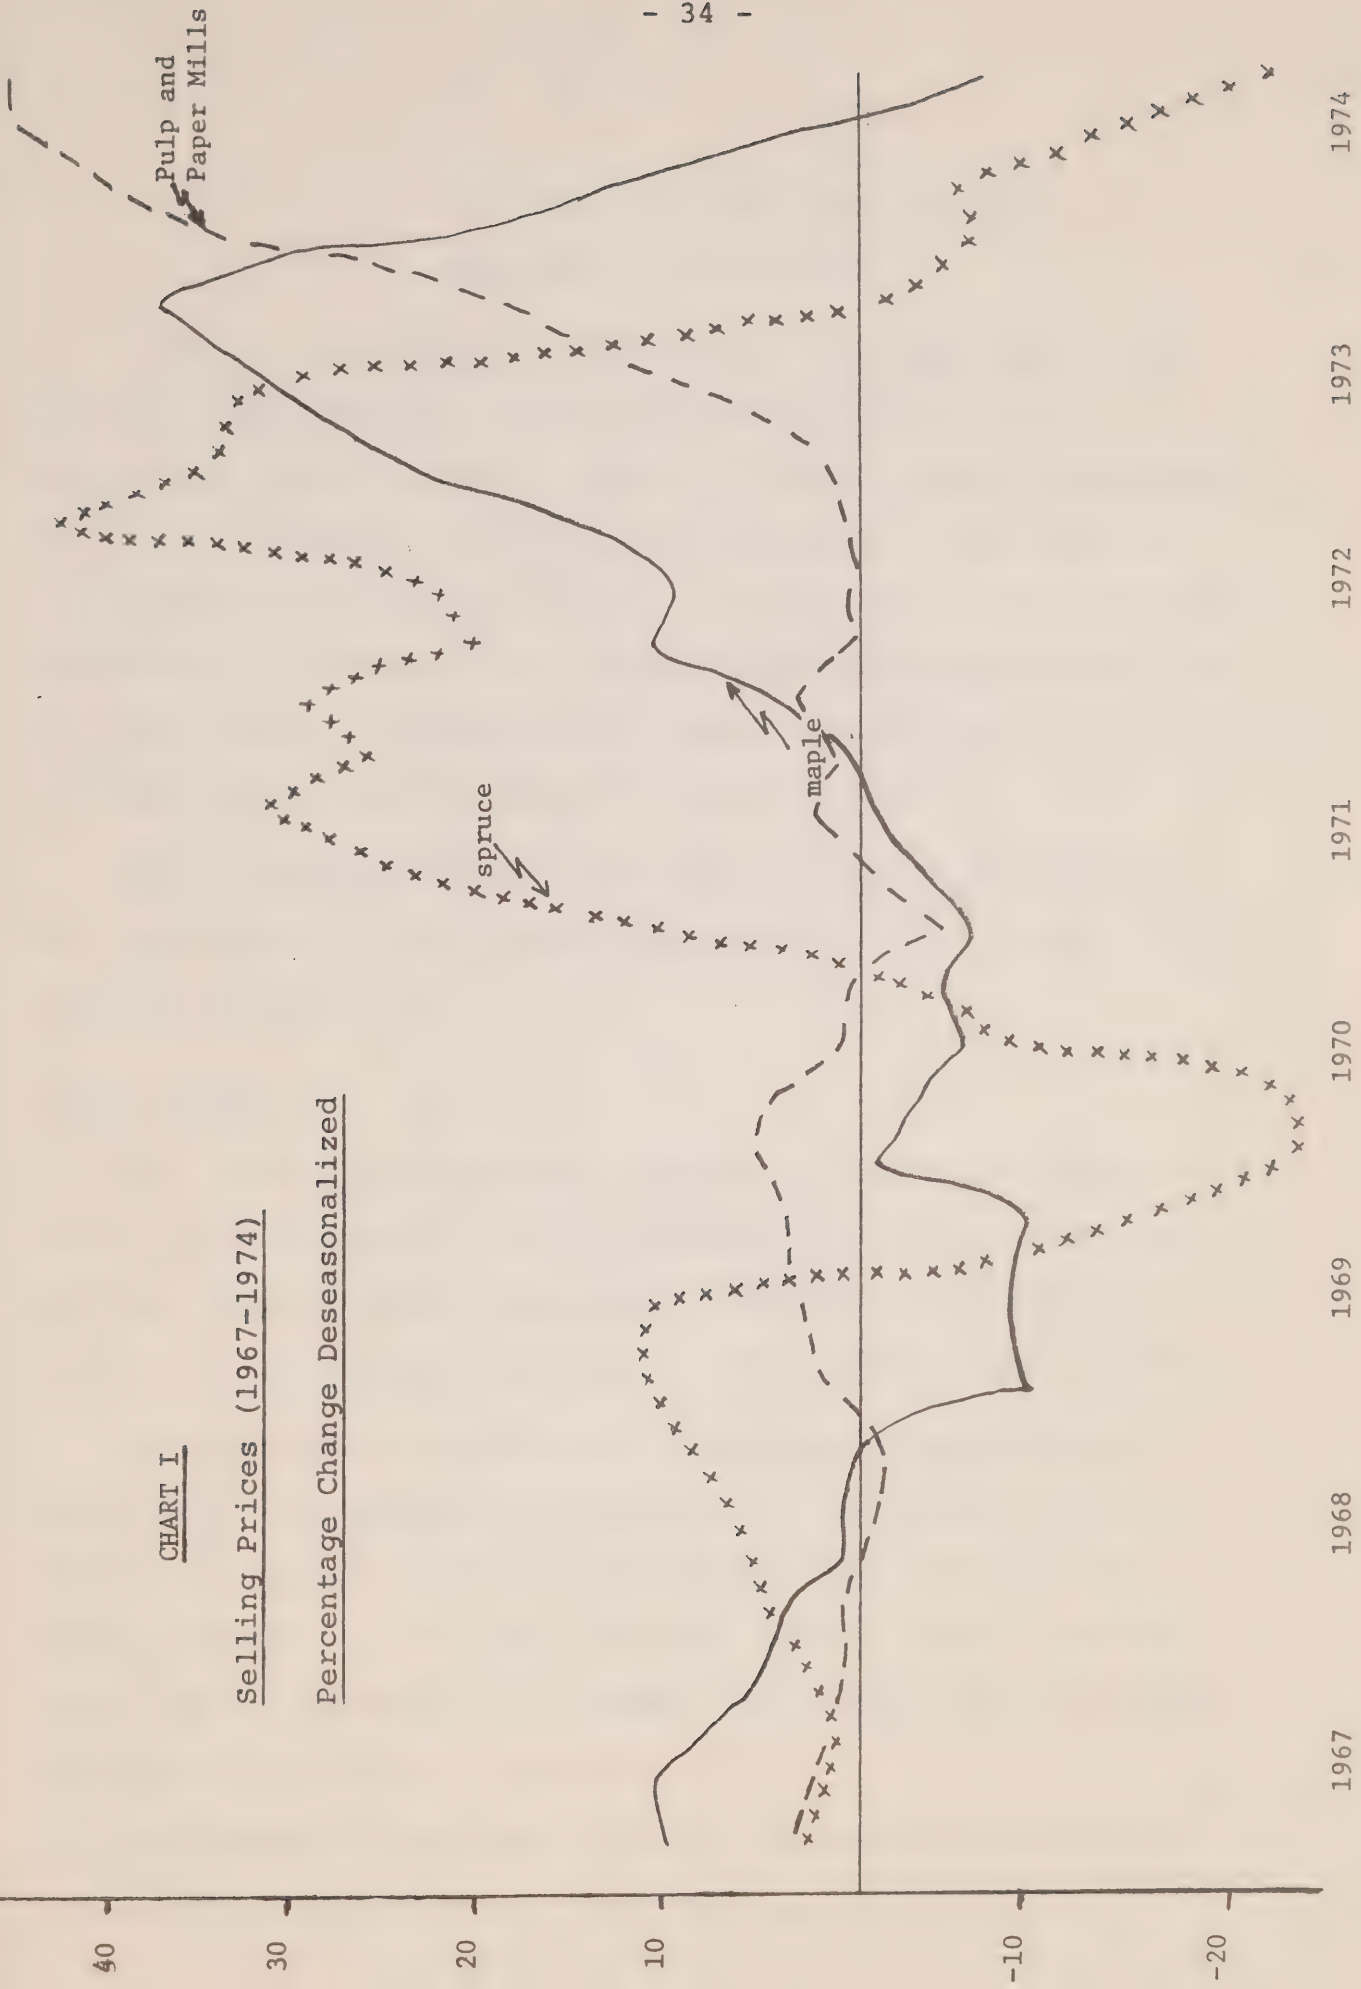 - 34 -
CHART I
Selling Prices (1967-1974)
Percentage Change Deseasonalized
Pulp and
Paper Mills
spruce
maple
40
30
20
10
-10
-20
1967
1968
1969
1970
1971
1972
1973
1974